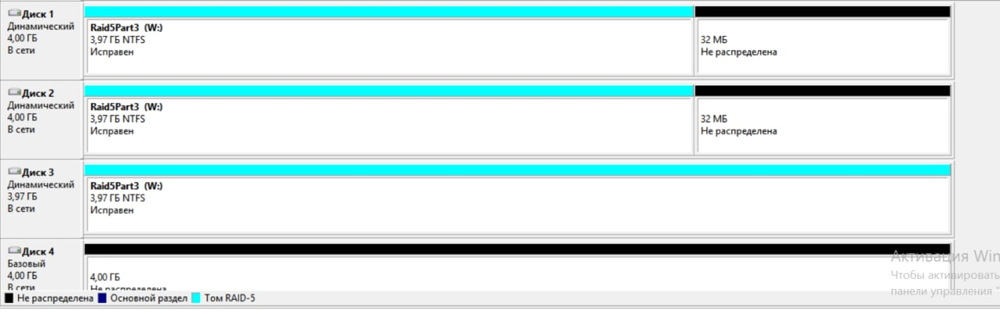 Диск 1
Динамический
4,00 ГБ
В сети
Raid5Part3 (W:)
3,97 ГБ NTFS
Исправен
32 МБ
Не распределена
Диск 2
Динамический
4,00 ГБ
В сети
Raid5Part3 (W:)
3,97 ГБ NTFS
Исправен
32 МБ
Не распределена
Диск 3
Динамический
3,97 ГБ
В сети
Raid5Part3 (W:)
3,97 ГБ NTFS
Исправен
Диск 4
Базовый
4,00 ГБ
В сети
4,00 ГБ
Не распределена
Активация Win
Чтобы активировать
панели управления "
Не распределена Основной раздел Том RAID-5